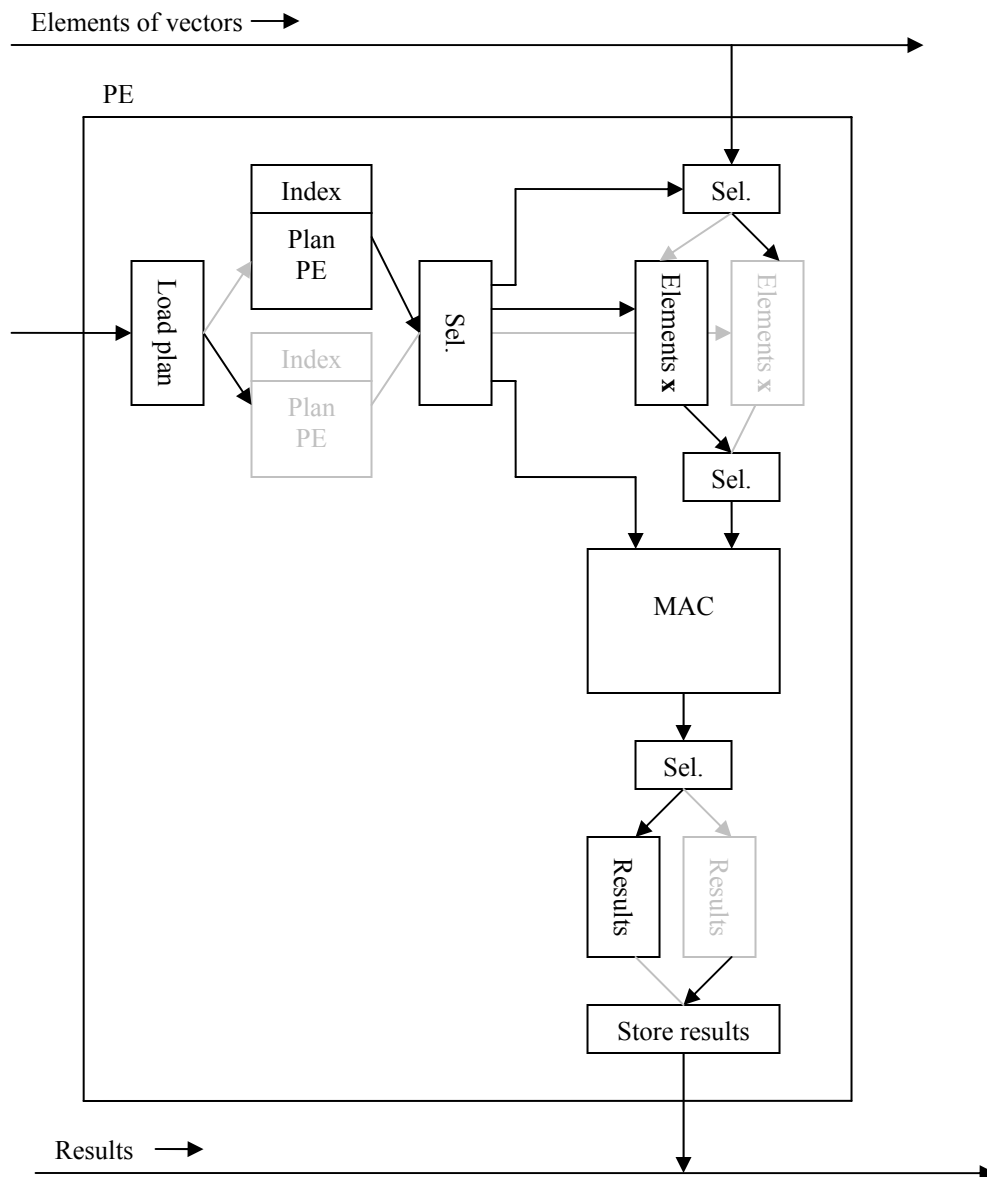 Elements of vectors
PE
Sel.
Index
Plan
PE
Load plan
Sel.
Elements x
Elements x
Index
Plan
PE
Sel.
MAC
Sel.
Results
Results
Store results
Results